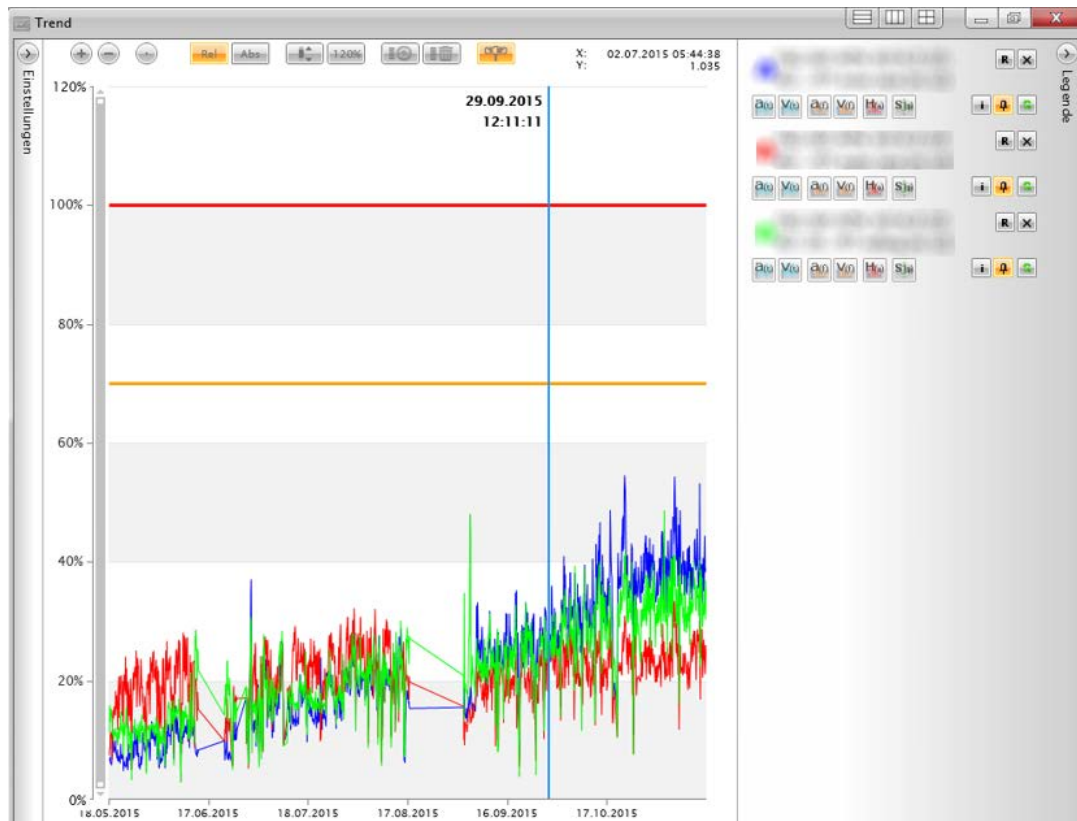 Trend
Rel Abs 120%
X: 02.07.2015 05:44:38
Y: 1.035
Einstellungen
Legende
29.09.2015
12:11:11
120%
100%
80%
60%
40%
20%
0%
18.05.2015 17.06.2015 18.07.2015 17.08.2015 16.09.2015 17.10.2015
R X
a(t) v(t) a(f) v(f) i
R X
a(t) v(t) a(f) v(f) i
R X
a(t) v(t) a(f) v(f) i